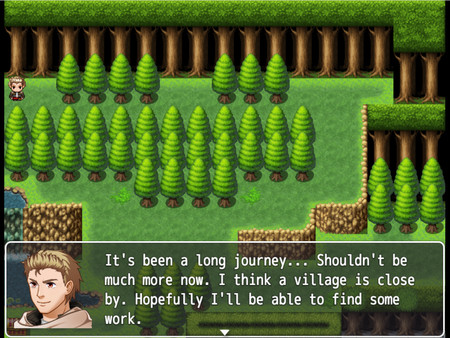 It's been a long journey... Shouldn't be
much more now. I think a village is close
by. Hopefully I'll be able to find some
work.